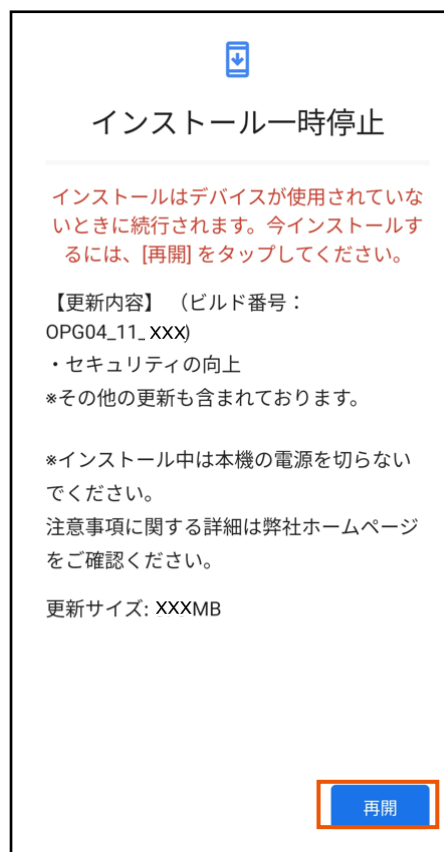 インストール一時停止
インストールはデバイスが使用されていな
いときに続行されます。今インストールす
るには、[再開] をタップしてください。
【更新内容】 （ビルド番号：
OPG04_11_XXX)
・セキュリティの向上
※その他の更新も含まれております。
※インストール中は本機の電源を切らない
でください。
注意事項に関する詳細は弊社ホームページ
をご確認ください。
更新サイズ: XXXMB
再開